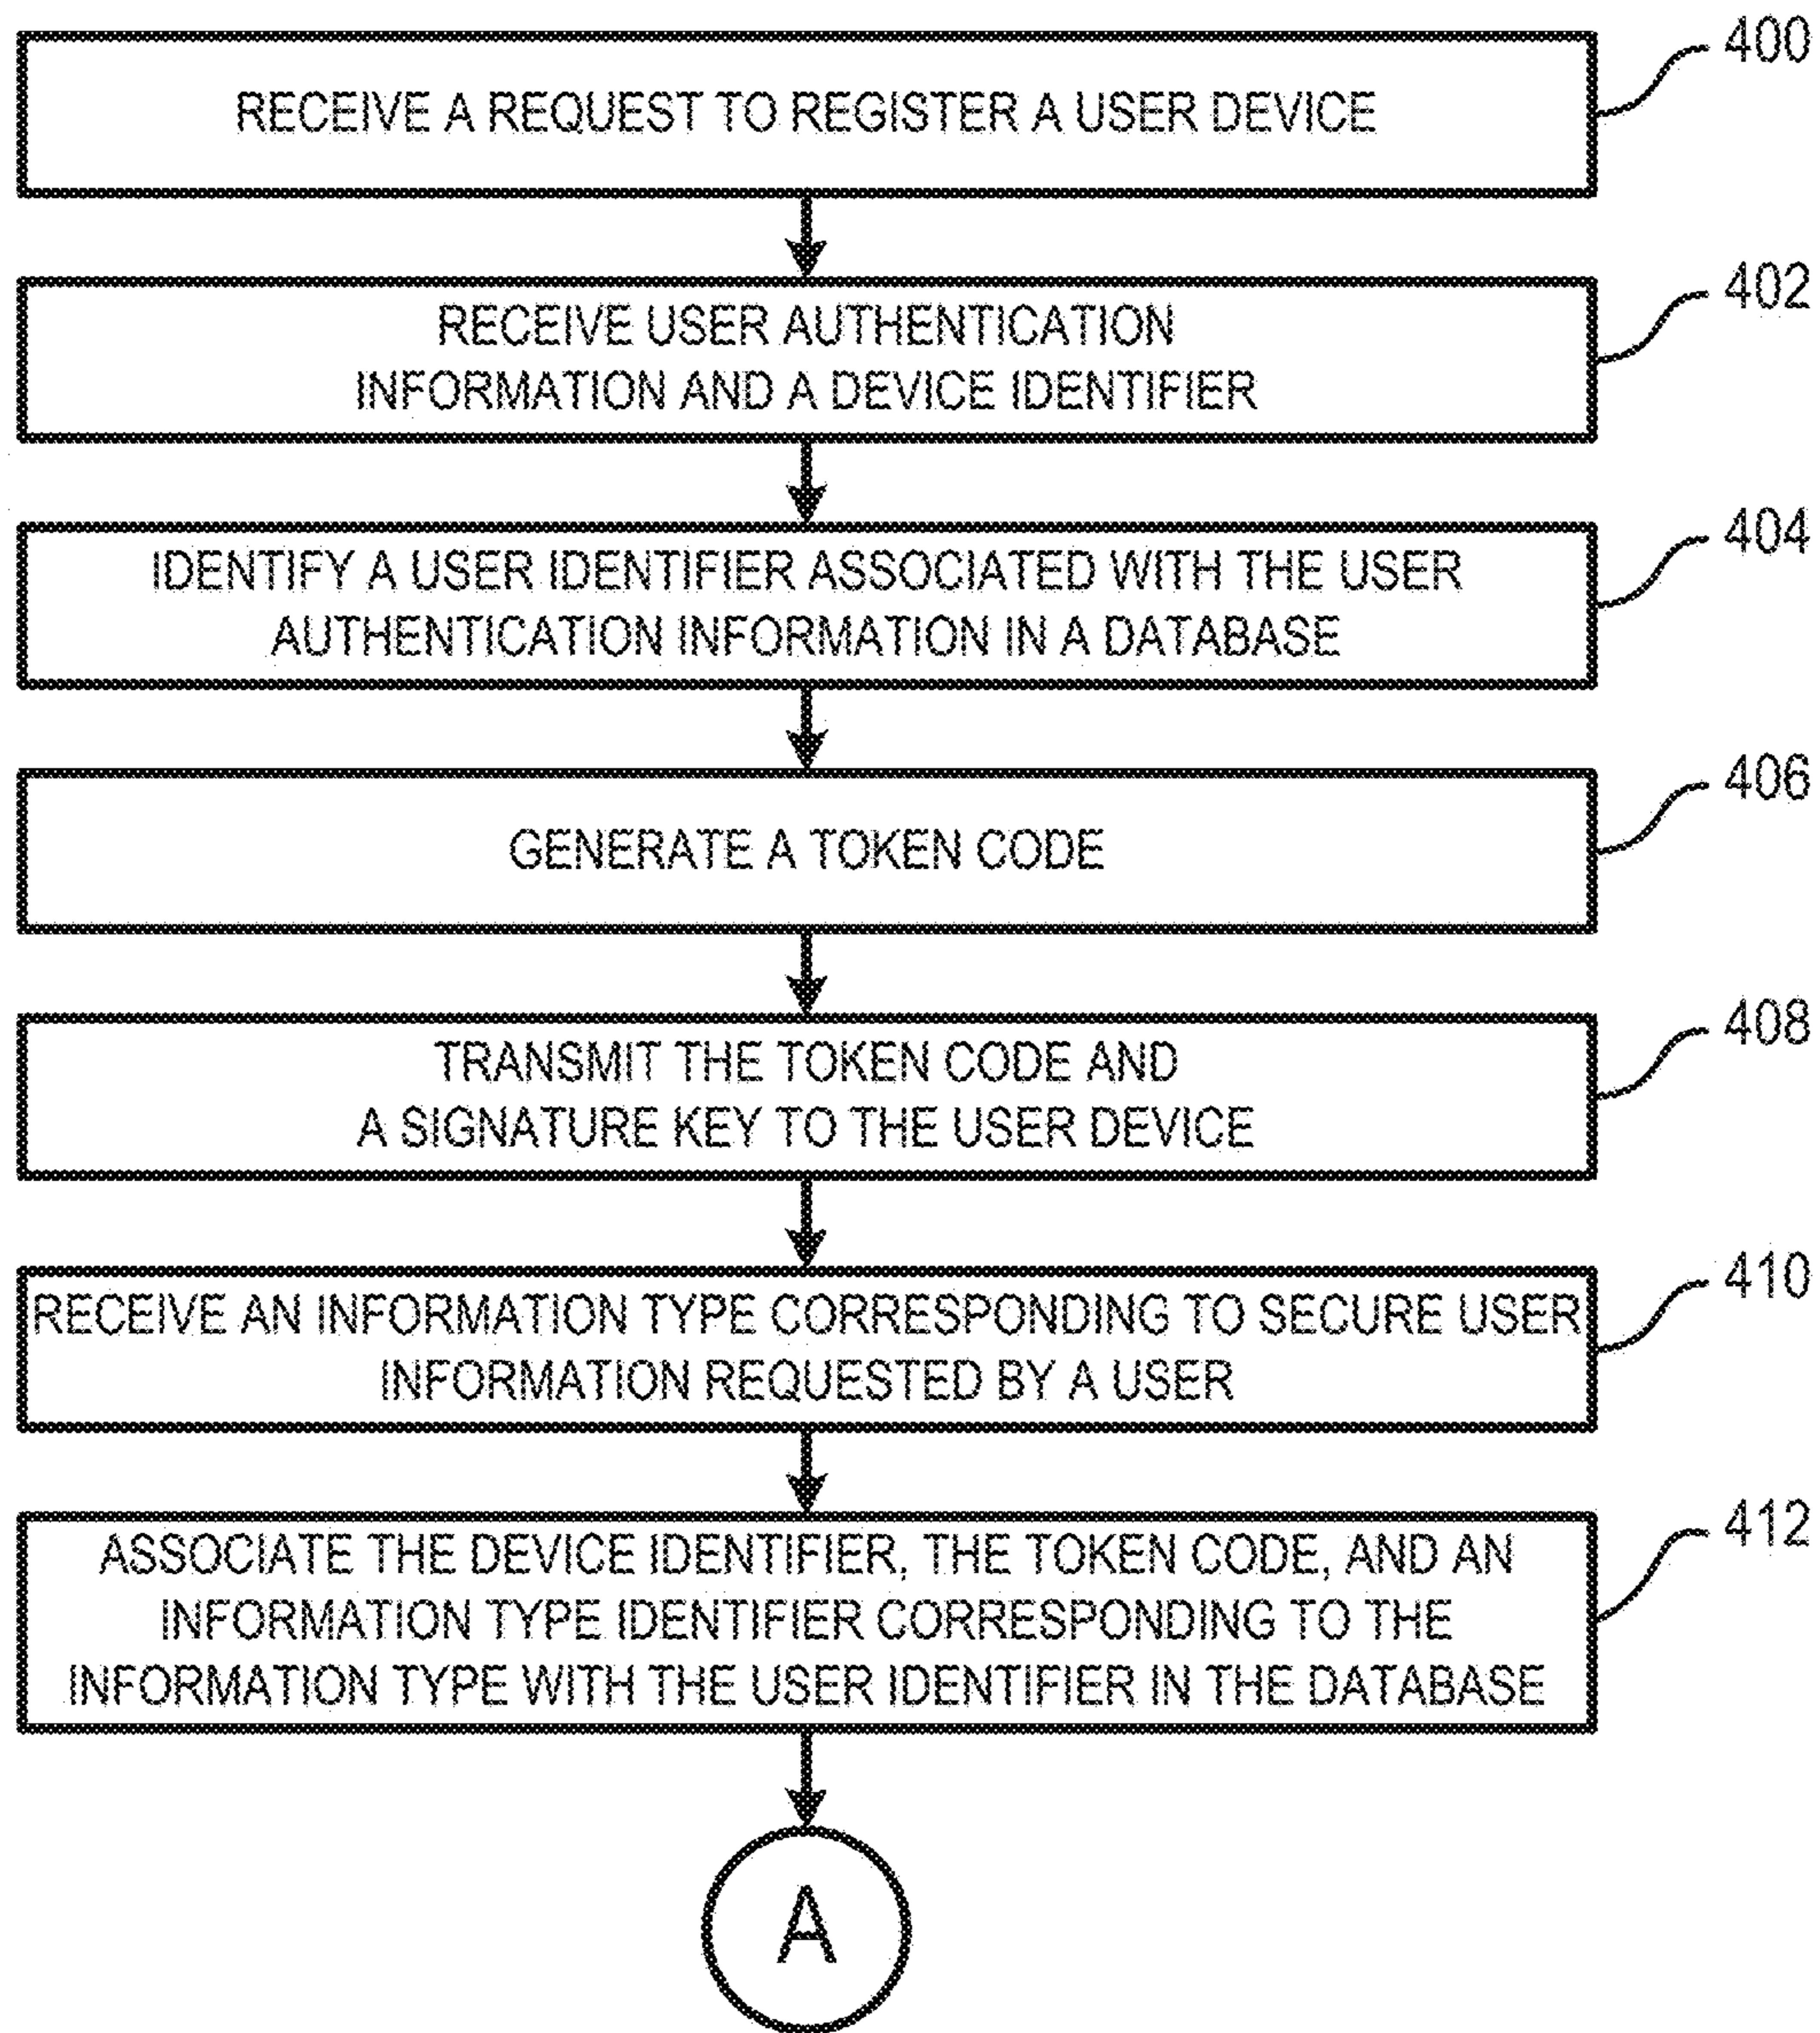 400
RECEIVE A REQUEST TO REGISTER A USER DEVICE
402
RECEIVE USER AUTHENTICATION
INFORMATION AND A DEVICE IDENTIFIER
404
IDENTIFY A USER IDENTIFIER ASSOCIATED WITH THE USER
AUTHENTICATION INFORMATION IN A DATABASE
406
GENERATE A TOKEN CODE
408
TRANSMIT THE TOKEN CODE AND
A SIGNATURE KEY TO THE USER DEVICE
410
RECEIVE AN INFORMATION TYPE CORRESPONDING TO SECURE USER
INFORMATION REQUESTED BY A USER
412
ASSOCIATE THE DEVICE IDENTIFIER, THE TOKEN CODE, AND AN
INFORMATION TYPE IDENTIFIER CORRESPONDING TO THE
INFORMATION TYPE WITH THE USER IDENTIFIER IN THE DATABASE
A